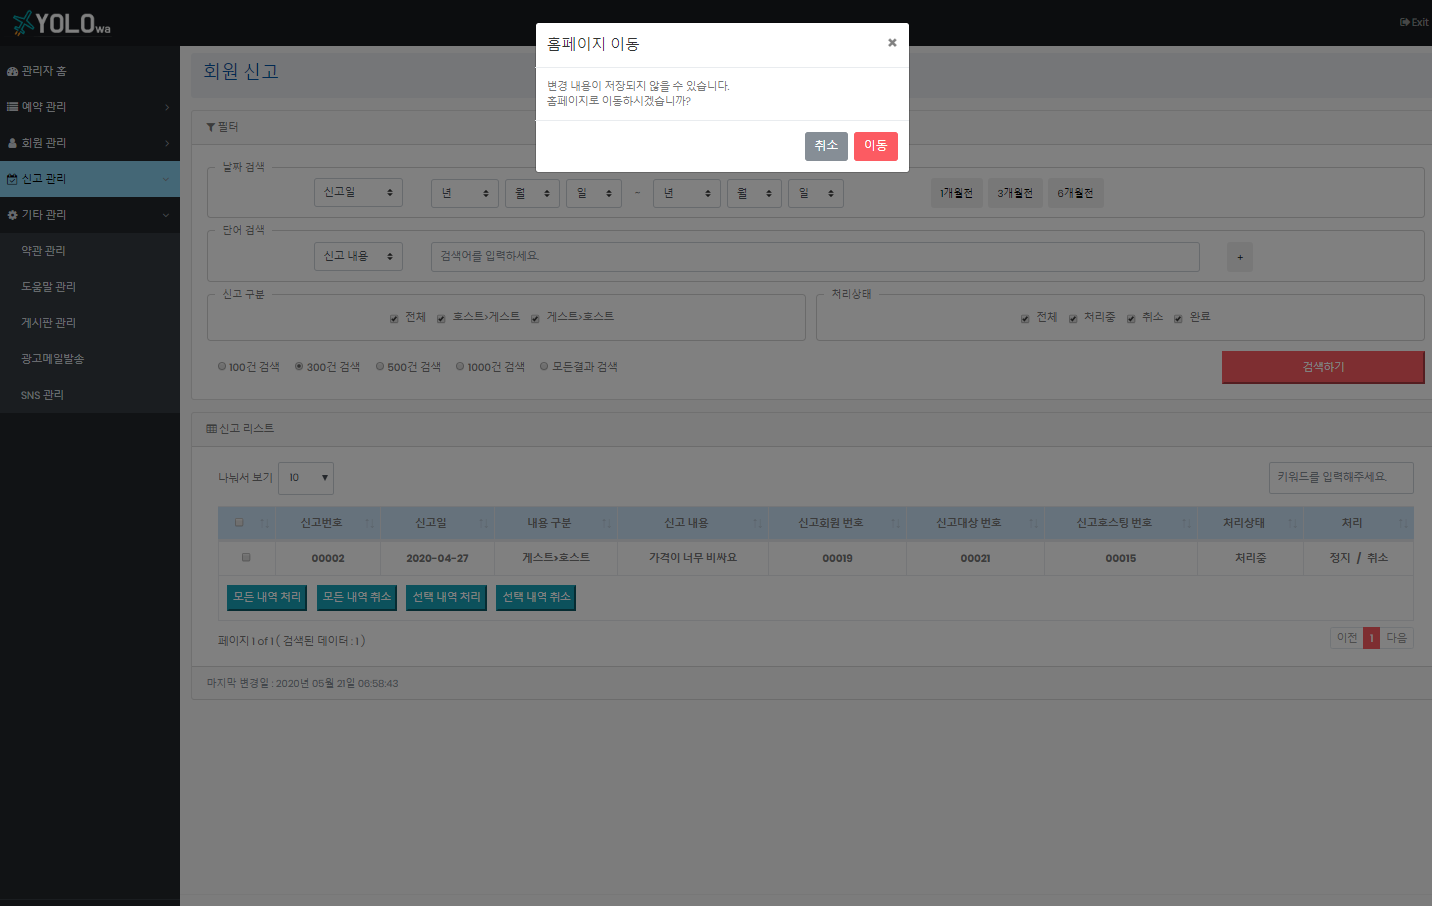 YOLOwa
Exit
홈페이지 이동
×
변경 내용이 저장되지 않을 수 있습니다.
홈페이지로 이동하시겠습니까?
취소 이동
관리자 홈
예약 관리
회원 관리
신고 관리
기타 관리
약관 관리
도움말 관리
게시판 관리
광고메일발송
SNS 관리
회원 신고
필터
날짜 검색
신고일 년 월 일 - 년 월 일 1개월전 3개월전 6개월전
단어 검색
신고 내용 검색어를 입력하세요. +
신고 구분
전체 호스트>게스트 게스트>호스트
처리상태
전체 처리중 취소 완료
100건 검색 300건 검색 500건 검색 1000건 검색 모든결과 검색 검색하기
신고 리스트
나눠서 보기 10 키워드를 입력해주세요.
신고번호 신고일 내용 구분 신고 내용 신고회원 번호 신고대상 번호 신고호스팅 번호 처리상태 처리
00002 2020-04-27 게스트>호스트 가격이 너무 비싸요 00019 00021 00015 처리중 정지 / 취소
모든 내역 처리 모든 내역 취소 선택 내역 처리 선택 내역 취소
페이지 1 of 1 ( 검색된 데이터 : 1 ) 이전 1 다음
마지막 변경일 : 2020년 05월 21일 06:58:43